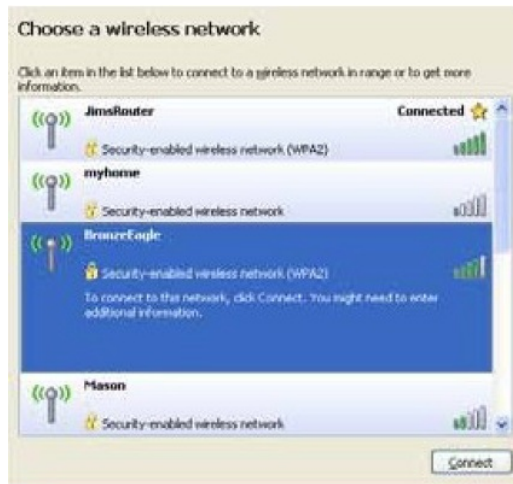 Choose a wireless network
Click an item in the list below to connect to a wireless network in range or to get more
information.
JimsRouter Connected
Security-enabled wireless network (WPA2)
myhome
Security-enabled wireless network
BronzeEagle
Security-enabled wireless network (WPA2)
To connect to this network, click Connect. You might need to enter
additional information.
Mason
Security-enabled wireless network
Connect